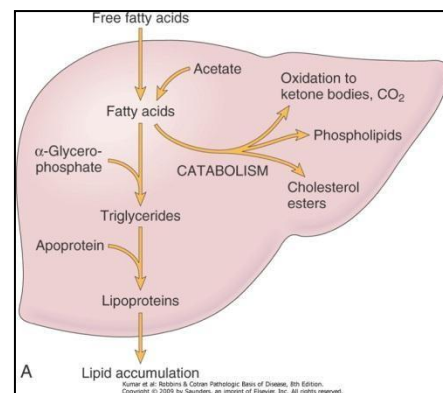 Free fatty acids
Acetate
Oxidation to
ketone bodies, CO₂
Fatty acids
Phospholipids
α-Glycero-
phosphate
CATABOLISM
Cholesterol
esters
Triglycerides
Apoprotein
Lipoproteins
A
Lipid accumulation
Kumar et al: Robbins & Cotran Pathologic Basis of Disease, 8th Edition.
Copyright © 2009 by Saunders, an imprint of Elsevier, Inc. All rights reserved.